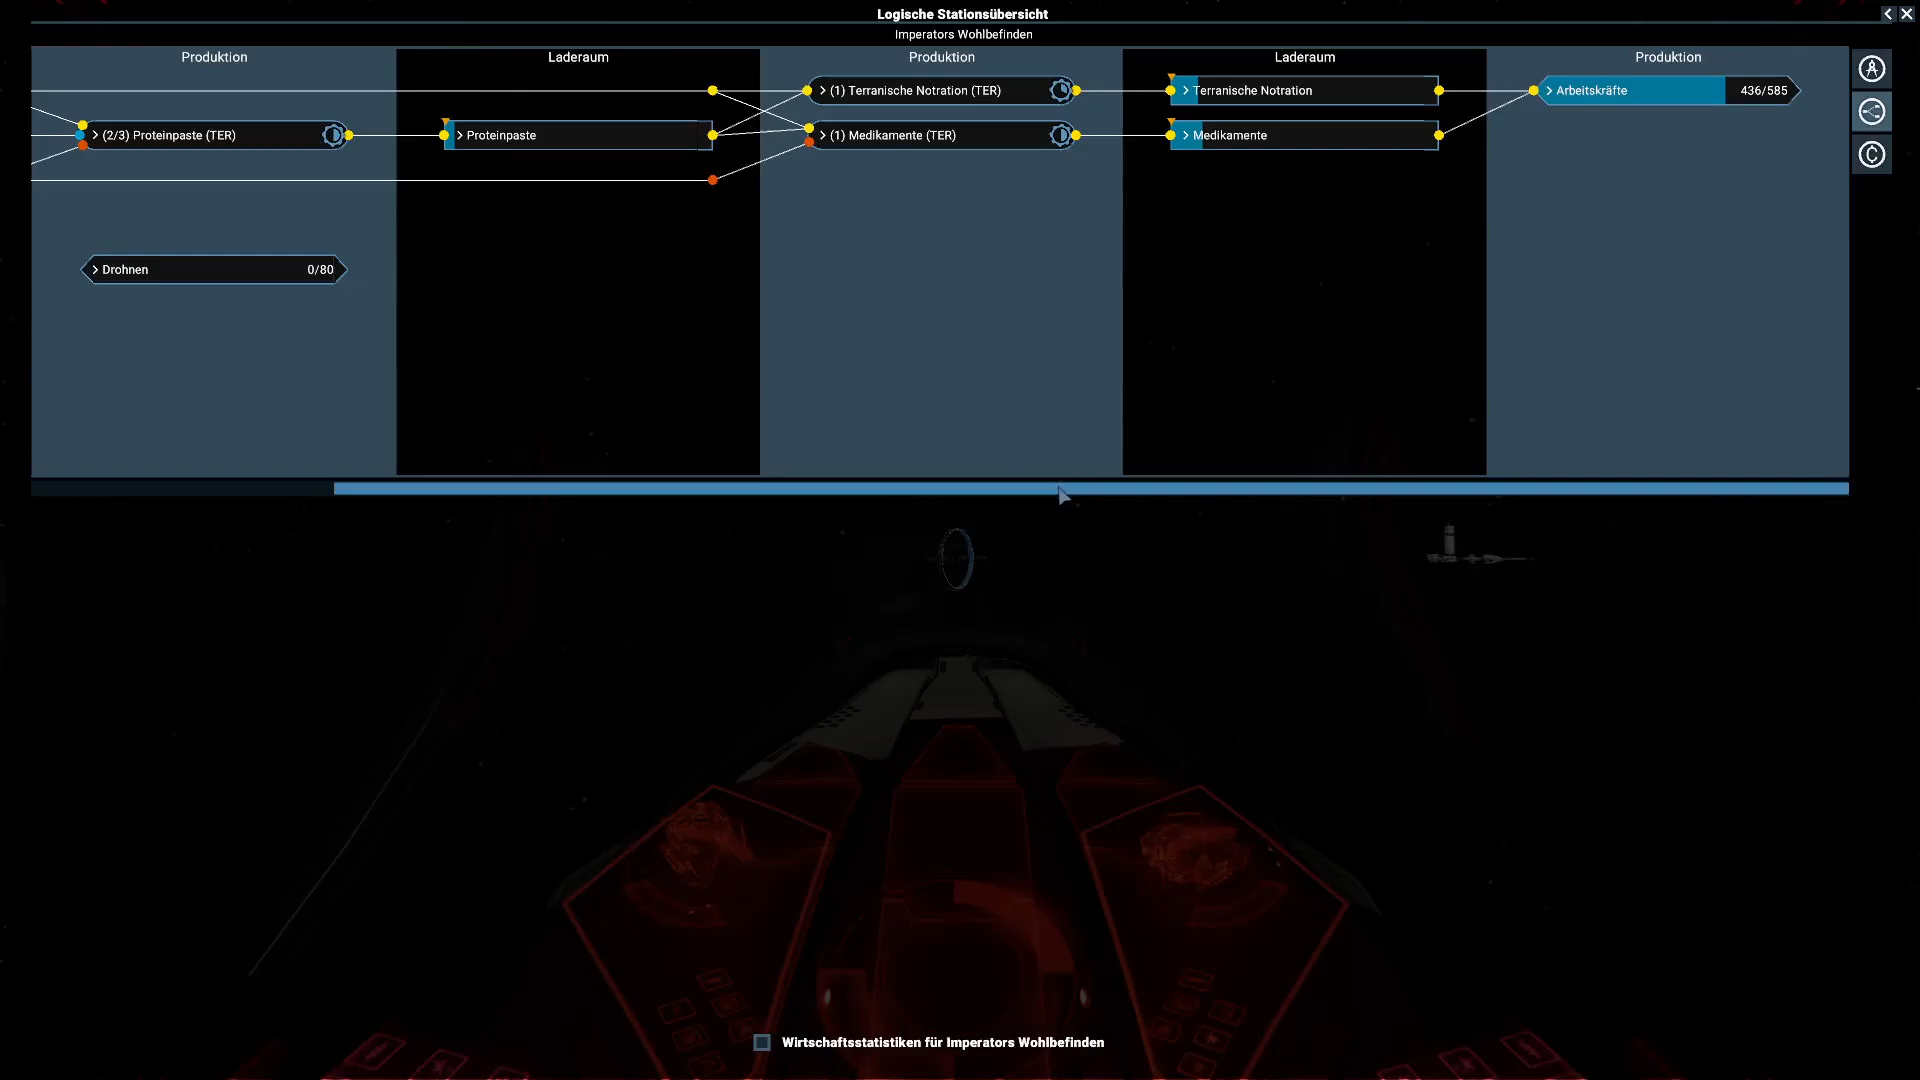 Logische Stationsübersicht
Imperators Wohlbefinden
Produktion
Laderaum
Produktion
Laderaum
Produktion
(1) Terranische Notration (TER)
Terranische Notration
Arbeitskräfte
436/585
(2/3) Proteinpaste (TER)
Proteinpaste
(1) Medikamente (TER)
Medikamente
Drohnen
0/80
Wirtschaftsstatistiken für Imperators Wohlbefinden